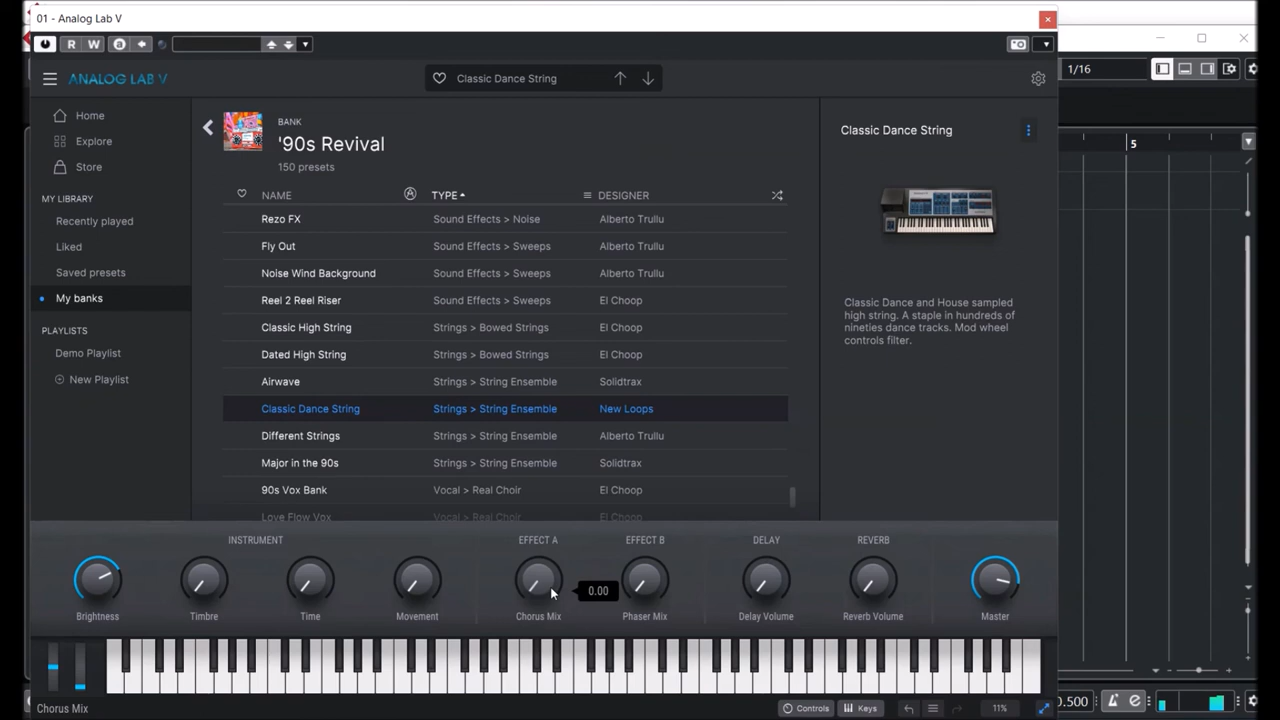 01 - Analog Lab V
R W a
1/16
ANALOG LAB V
Classic Dance String
Home
Explore
Store
MY LIBRARY
Recently played
Liked
Saved presets
My banks
PLAYLISTS
Demo Playlist
New Playlist
BANK
'90s Revival
150 presets
NAME TYPE DESIGNER
Rezo FX Sound Effects > Noise Alberto Trullu
Fly Out Sound Effects > Sweeps Alberto Trullu
Noise Wind Background Sound Effects > Sweeps Alberto Trullu
Reel 2 Reel Riser Sound Effects > Sweeps El Choop
Classic High String Strings > Bowed Strings El Choop
Dated High String Strings > Bowed Strings El Choop
Airwave Strings > String Ensemble Solidtrax
Classic Dance String Strings > String Ensemble New Loops
Different Strings Strings > String Ensemble Alberto Trullu
Major in the 90s Strings > String Ensemble Solidtrax
90s Vox Bank Vocal > Real Choir El Choop
Love Flow Vox Vocal > Real Choir El Choop
Classic Dance String
Classic Dance and House sampled
high string. A staple in hundreds of
nineties dance tracks. Mod wheel
controls filter.
5
INSTRUMENT EFFECT A EFFECT B DELAY REVERB
0.00
Brightness Timbre Time Movement Chorus Mix Phaser Mix Delay Volume Reverb Volume Master
Chorus Mix
Controls Keys 11%
0.500
e